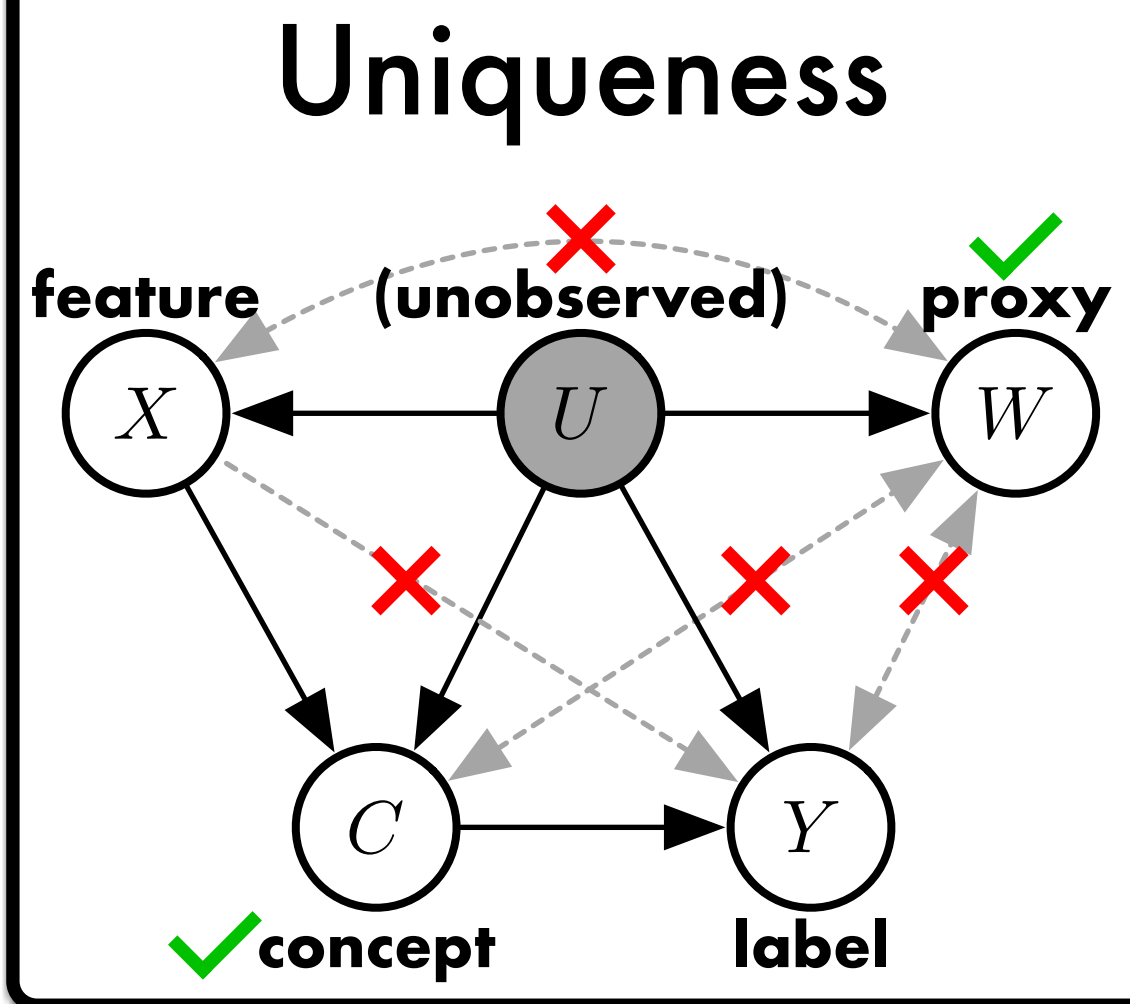 Uniqueness
feature (unobserved) proxy
X U W
C Y
concept label